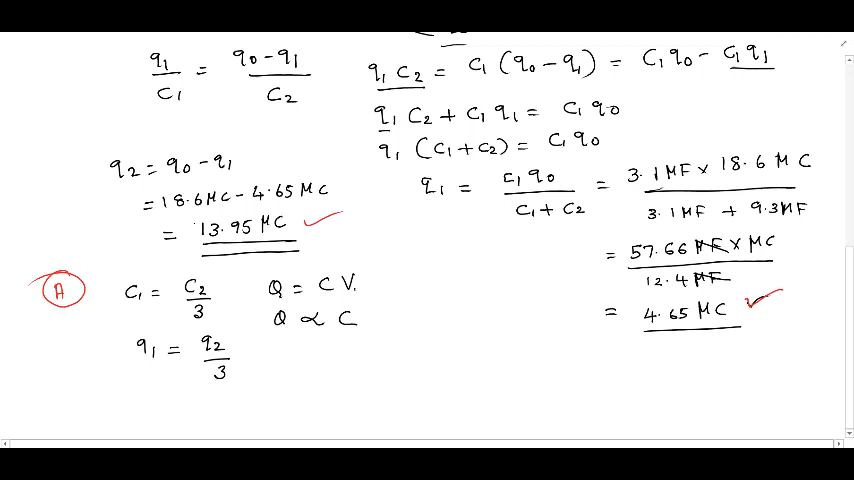 q1/C1 = q0-q1/C2
q1 C2 = C1 (q0-q1) = C1 q0 - C1 q1
q1 C2 + C1 q1 = C1 q0
q1 (C1+C2) = C1 q0
q1 = C1 q0/C1 + C2 = 3.1 MF x 18.6 MC/3.1 MF + 9.3 MF
= 57.66 MF x MC/12.4 MF
= 4.65 MC
q2 = q0 - q1
= 18.6 MC - 4.65 MC
= 13.95 MC
A
C1 = C2/3
Q = C V.
Q ∝ C
q1 = q2/3